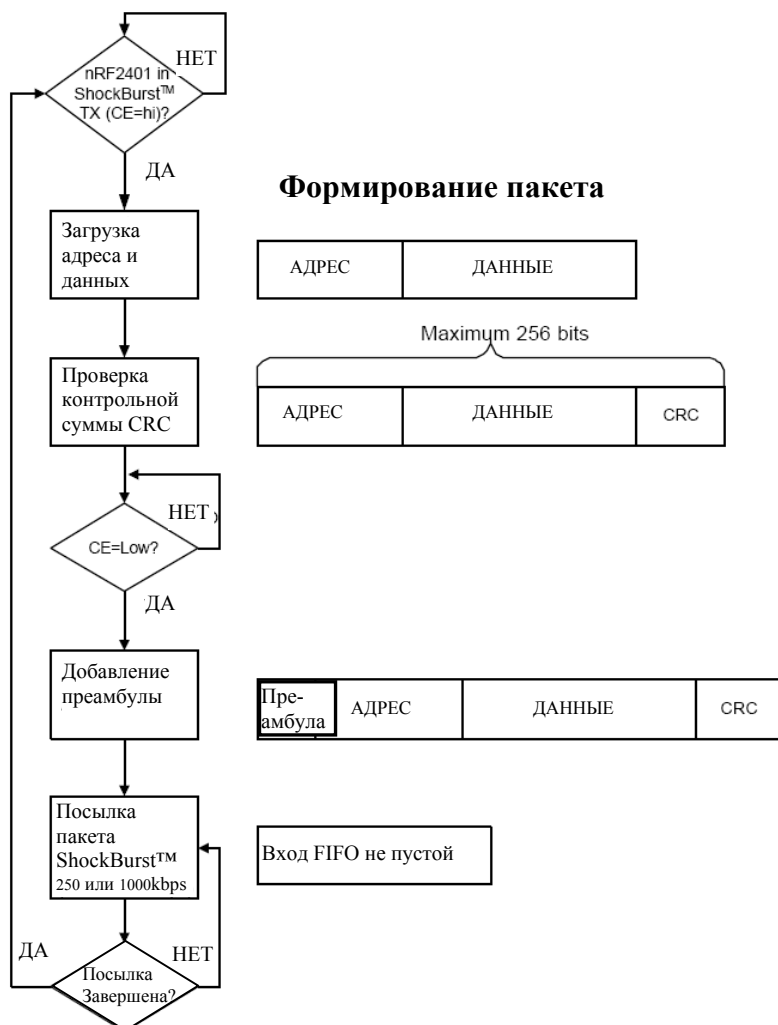 НЕТ
nRF2401 in
ShockBurst™
TX (CE=hi)?
ДА
Формирование пакета
Загрузка
адреса и
данных
АДРЕС ДАННЫЕ
Maximum 256 bits
Проверка
контрольной
суммы CRC
АДРЕС ДАННЫЕ CRC
НЕТ
CE=Low?
ДА
Добавление
преамбулы
Пре-
амбула
АДРЕС ДАННЫЕ CRC
Посылка
пакета
ShockBurst™
250 или 1000kbps
Вход FIFO не пустой
ДА НЕТ
Посылка
Завершена?